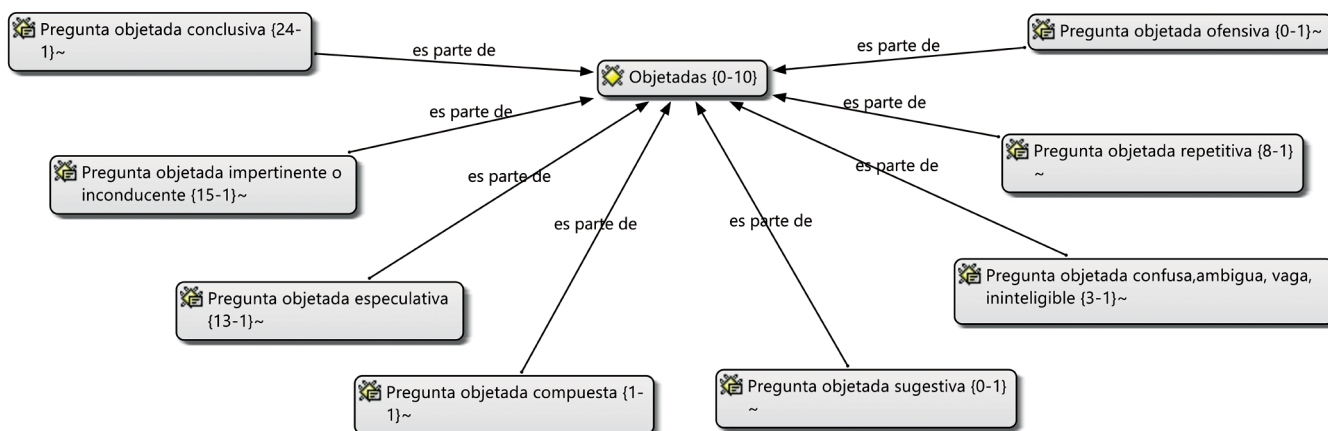 Pregunta objetada conclusiva {24-
1}~
es parte de
es parte de
Pregunta objetada ofensiva {0-1}~
Objetadas {0-10}
es parte de
es parte de
Pregunta objetada impertinente o
inconducente {15-1}~
Pregunta objetada repetitiva {8-1}
~
es parte de
es parte de
es parte de
es parte de
Pregunta objetada especulativa
{13-1}~
Pregunta objetada confusa,ambigua, vaga,
ininteligible {3-1}~
Pregunta objetada compuesta {1-
1}~
Pregunta objetada sugestiva {0-1}
~